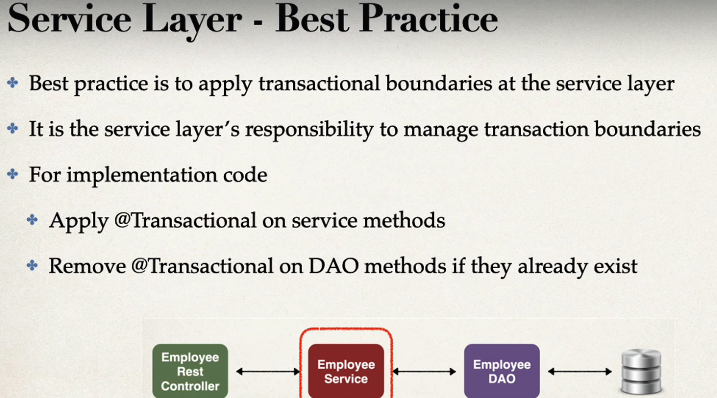 Service Layer - Best Practice
Best practice is to apply transactional boundaries at the service layer
It is the service layer’s responsibility to manage transaction boundaries
For implementation code
Apply @Transactional on service methods
Remove @Transactional on DAO methods if they already exist
Employee
Rest
Controller
Employee
Service
Employee
DAO